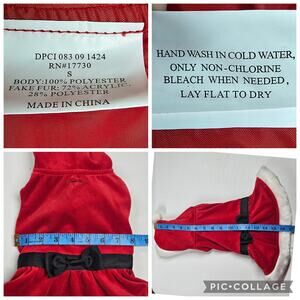 DPCI 083 09 1424
RN#17730
S
BODY:100% POLYESTER
FAKE FUR: 72% ACRYLIC,
28% POLYESTER
MADE IN CHINA
HAND WASH IN COLD WATER,
ONLY NON-CHLORINE
BLEACH WHEN NEEDED,
LAY FLAT TO DRY
PIC•COLLAGE